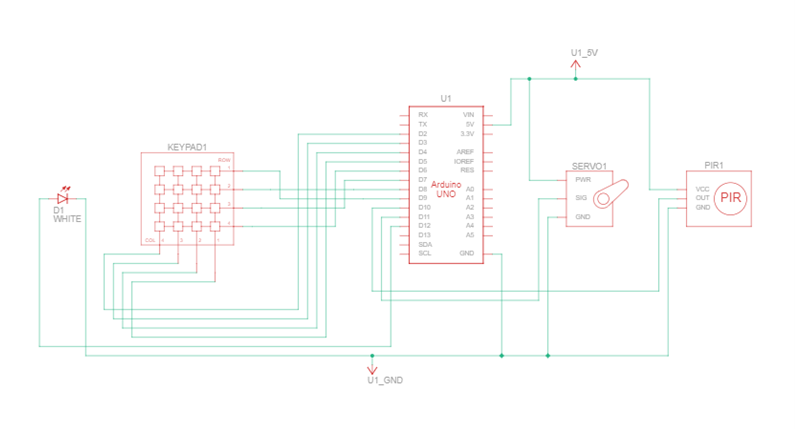 U1_5V
U1
RX
TX
D2
D3
D4
D5
D6
D7
D8
D9
D10
D11
D12
D13
SDA
SCL
VIN
5V
3.3V
AREF
IOREF
RES
A0
A1
A2
A3
A4
A5
GND
Arduino
UNO
KEYPAD1
ROW
1
2
3
4
COL 4 3 2 1
D1
WHITE
SERVO1
PWR
SIG
GND
PIR1
VCC
OUT
GND
PIR
U1_GND